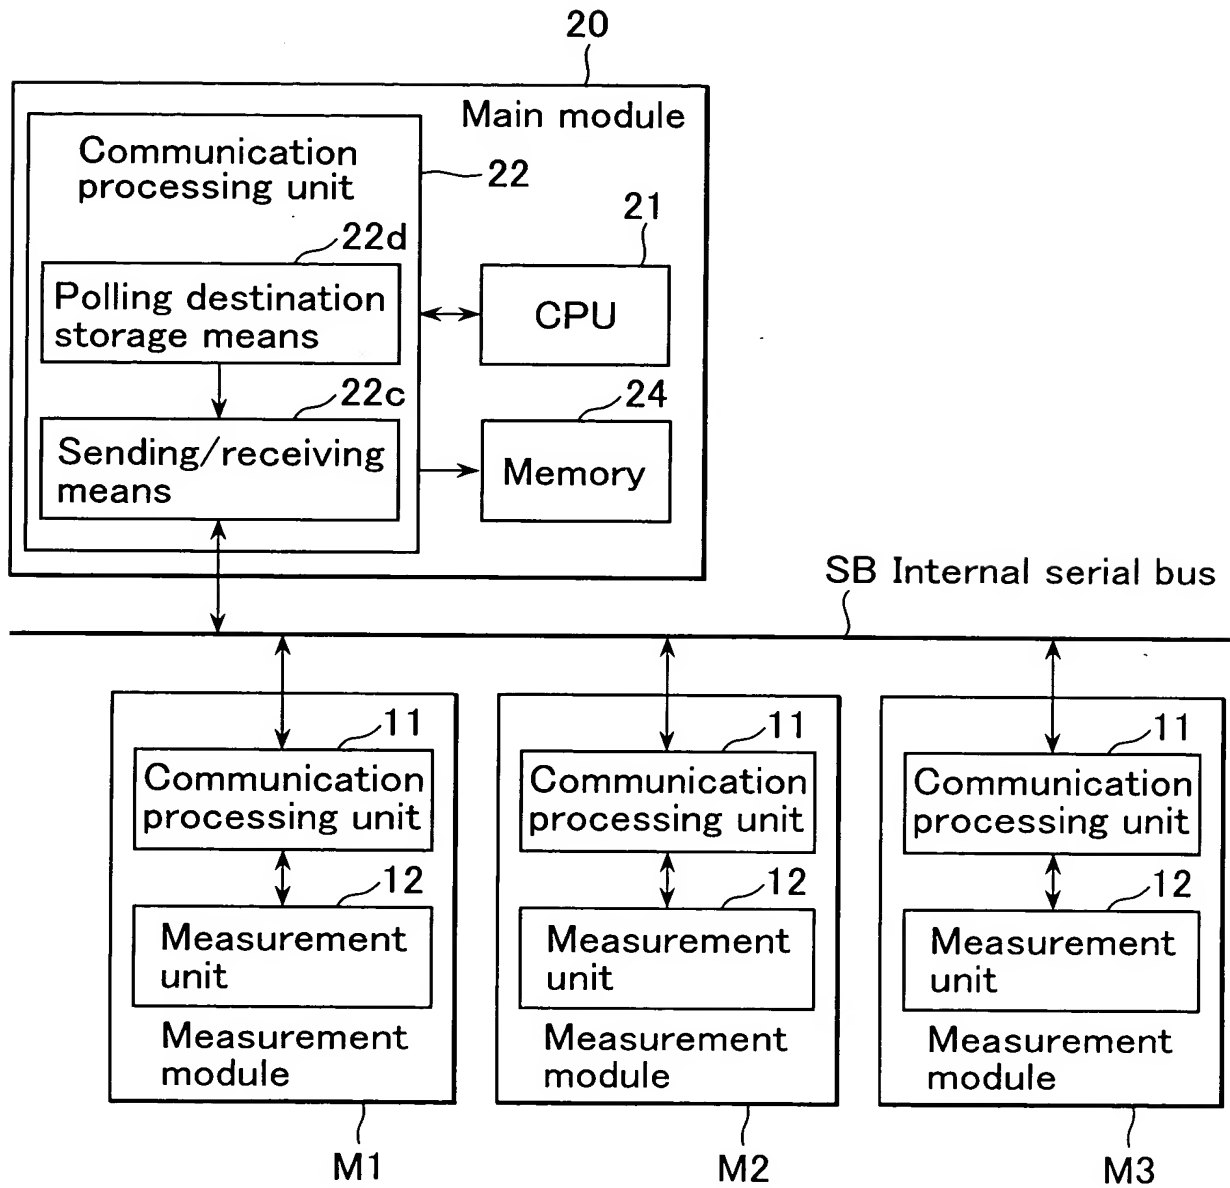 20
Main module
Communication
processing unit
22
21
22d
Polling destination
storage means
CPU
22c
24
Sending/receiving
means
Memory
SB Internal serial bus
11
Communication
processing unit
12
Measurement
unit
Measurement
module
M1
11
Communication
processing unit
12
Measurement
unit
Measurement
module
M2
11
Communication
processing unit
12
Measurement
unit
Measurement
module
M3